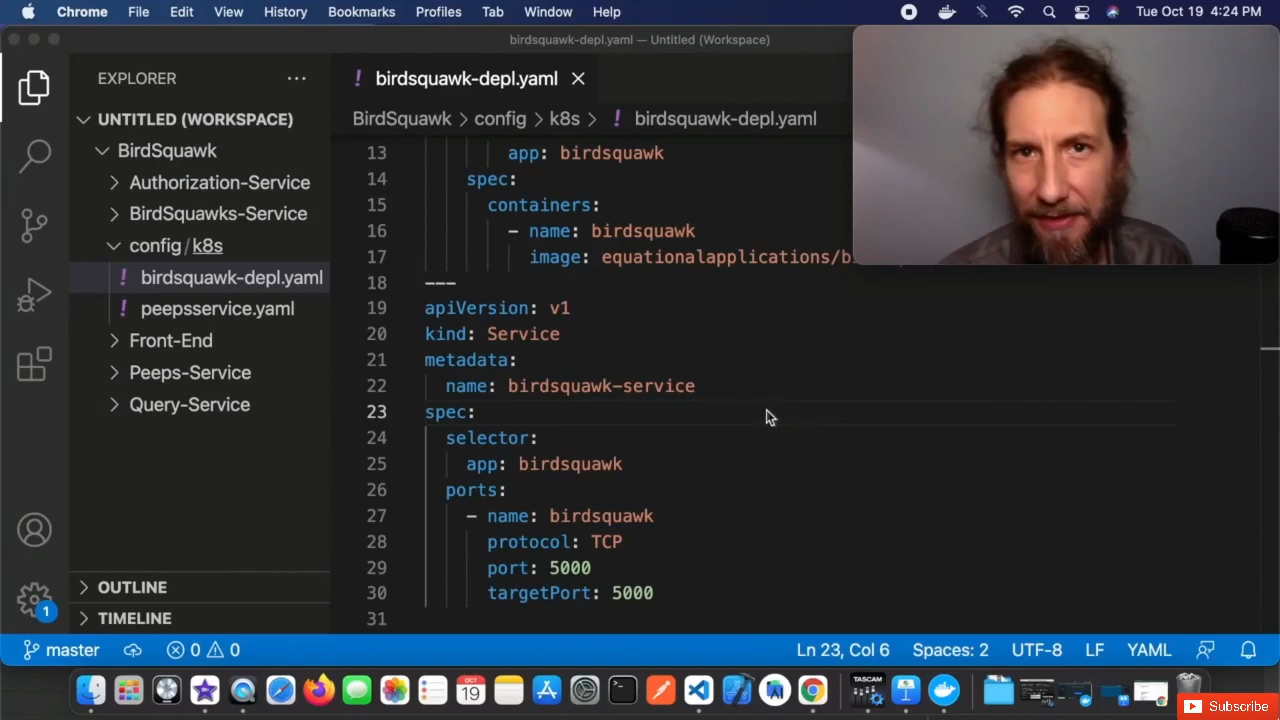 Chrome File Edit View History Bookmarks Profiles Tab Window Help Tue Oct 19 4:24 PM
birdsquawk-depl.yaml — Untitled (Workspace)
EXPLORER
UNTITLED (WORKSPACE)
BirdSquawk
Authorization-Service
BirdSquawks-Service
config/k8s
! birdsquawk-depl.yaml
! peepsservice.yaml
Front-End
Peeps-Service
Query-Service
OUTLINE
TIMELINE
1
! birdsquawk-depl.yaml
BirdSquawk > config > k8s > ! birdsquawk-depl.yaml
13 app: birdsquawk
14 spec:
15 containers:
16 - name: birdsquawk
17 image: equationalapplications/
18 ---
19 apiVersion: v1
20 kind: Service
21 metadata:
22 name: birdsquawk-service
23 spec:
24 selector:
25 app: birdsquawk
26 ports:
27 - name: birdsquawk
28 protocol: TCP
29 port: 5000
30 targetPort: 5000
31
master 0 0 Ln 23, Col 6 Spaces: 2 UTF-8 LF YAML
OCT
19
TASCAM
Subscribe